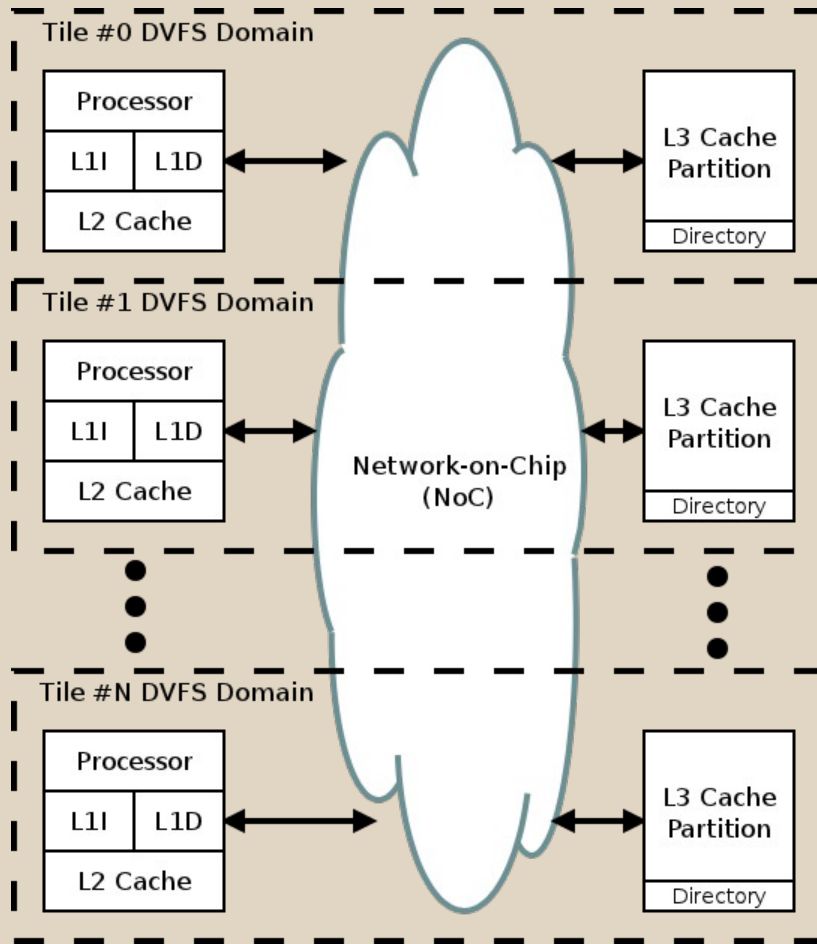 Tile #0 DVFS Domain
Processor
L1I
L1D
L2 Cache
L3 Cache
Partition
Directory
Tile #1 DVFS Domain
Processor
L1I
L1D
L2 Cache
Network-on-Chip
(NoC)
L3 Cache
Partition
Directory
Tile #N DVFS Domain
Processor
L1I
L1D
L2 Cache
L3 Cache
Partition
Directory